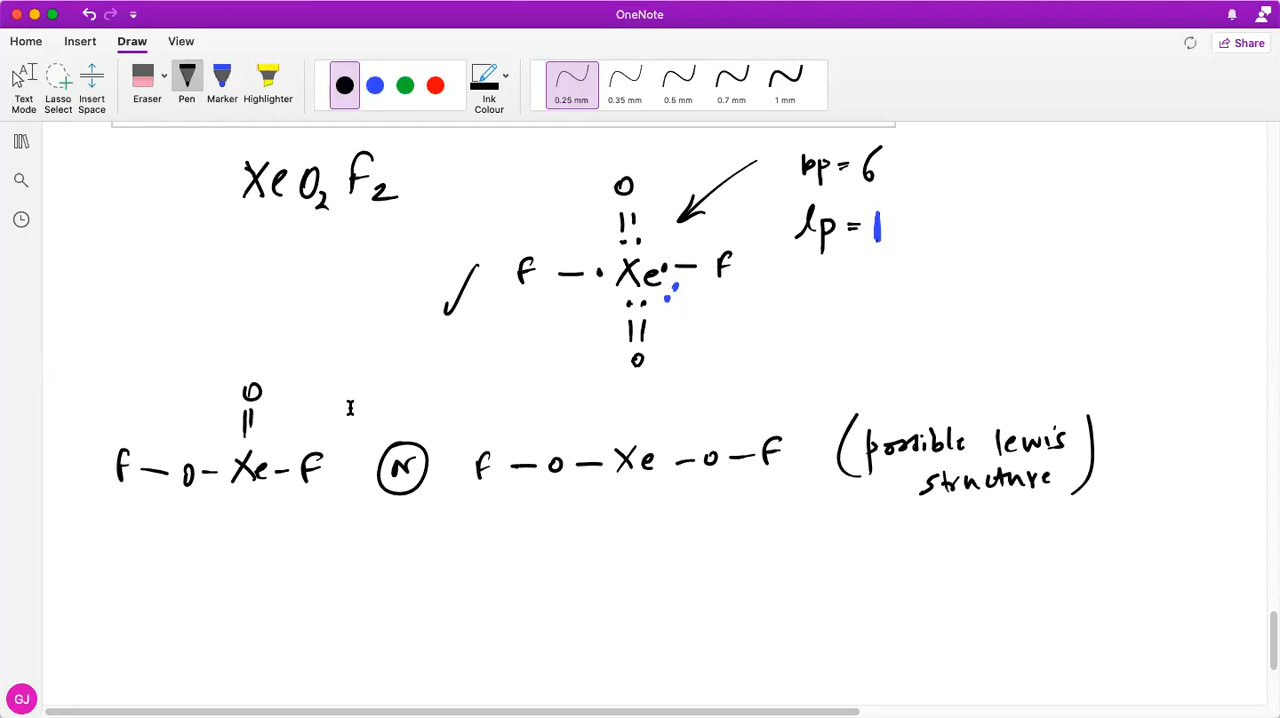 OneNote
Home Insert Draw View
Share
Text Mode
Lasso Select
Insert Space
Eraser
Pen
Marker
Highlighter
Ink Colour
0.25 mm
0.35 mm
0.5 mm
0.7 mm
1 mm
XeO₂F₂
bp = 6
lp = 1
O
||
F — Xe — F
||
O
O
||
F — O — Xe — F
F — O — Xe — O — F
(possible lewis
structure)
GJ